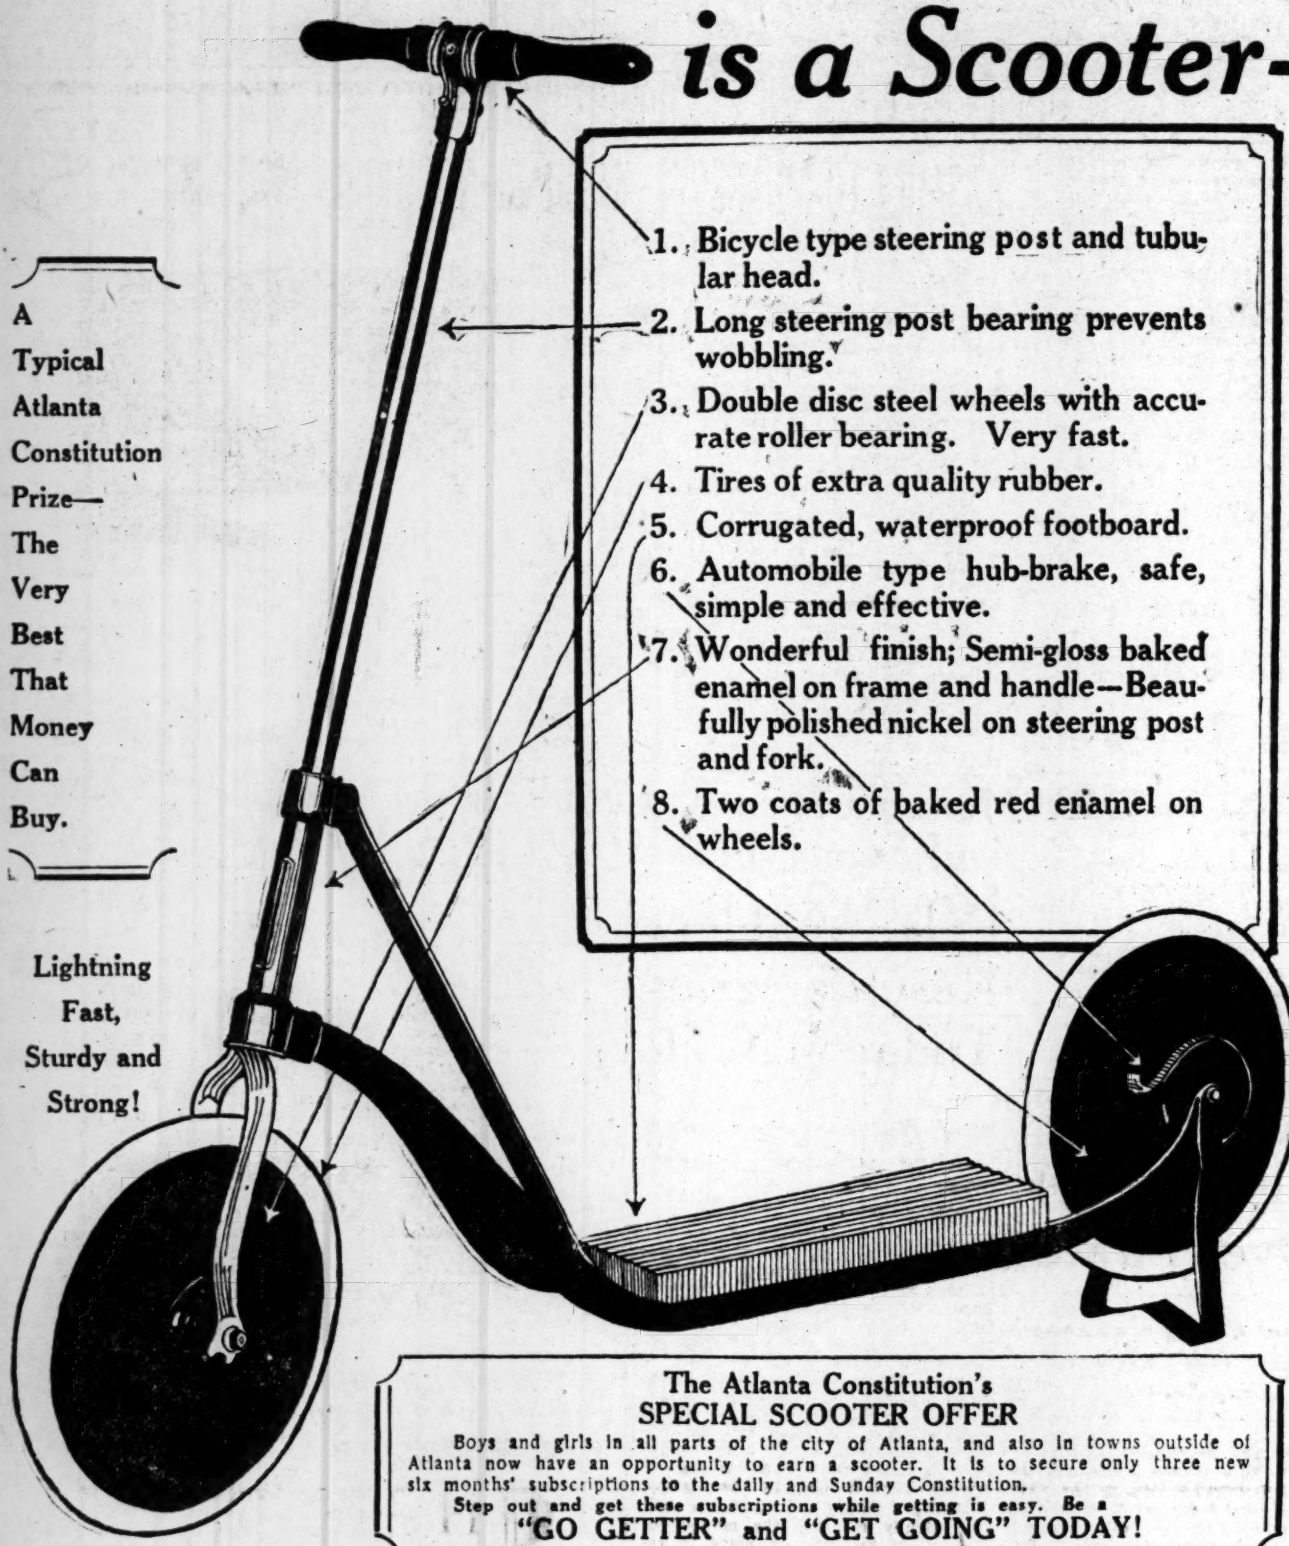 is a Scooter-
1. Bicycle type steering post and tubu-
lar head.
2. Long steering post bearing prevents
wobbling.
3. Double disc steel wheels with accu-
rate roller bearing. Very fast.
4. Tires of extra quality rubber.
5. Corrugated, waterproof footboard.
6. Automobile type hub-brake, safe,
simple and effective.
7. Wonderful finish; Semi-gloss baked
enamel on frame and handle—Beau-
fully polished nickel on steering post
and fork.
8. Two coats of baked red enamel on
wheels.
A
Typical
Atlanta
Constitution
Prize—
The
Very
Best
That
Money
Can
Buy.
Lightning
Fast,
Sturdy and
Strong!
The Atlanta Constitution's
SPECIAL SCOOTER OFFER
Boys and girls in all parts of the city of Atlanta, and also in towns outside of
Atlanta now have an opportunity to earn a scooter. It is to secure only three new
six months' subscriptions to the daily and Sunday Constitution.
Step out and get these subscriptions while getting is easy. Be a
"GO GETTER" and "GET GOING" TODAY!